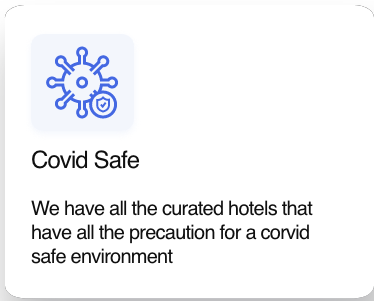 Covid Safe
We have all the curated hotels that
have all the precaution for a corvid
safe environment